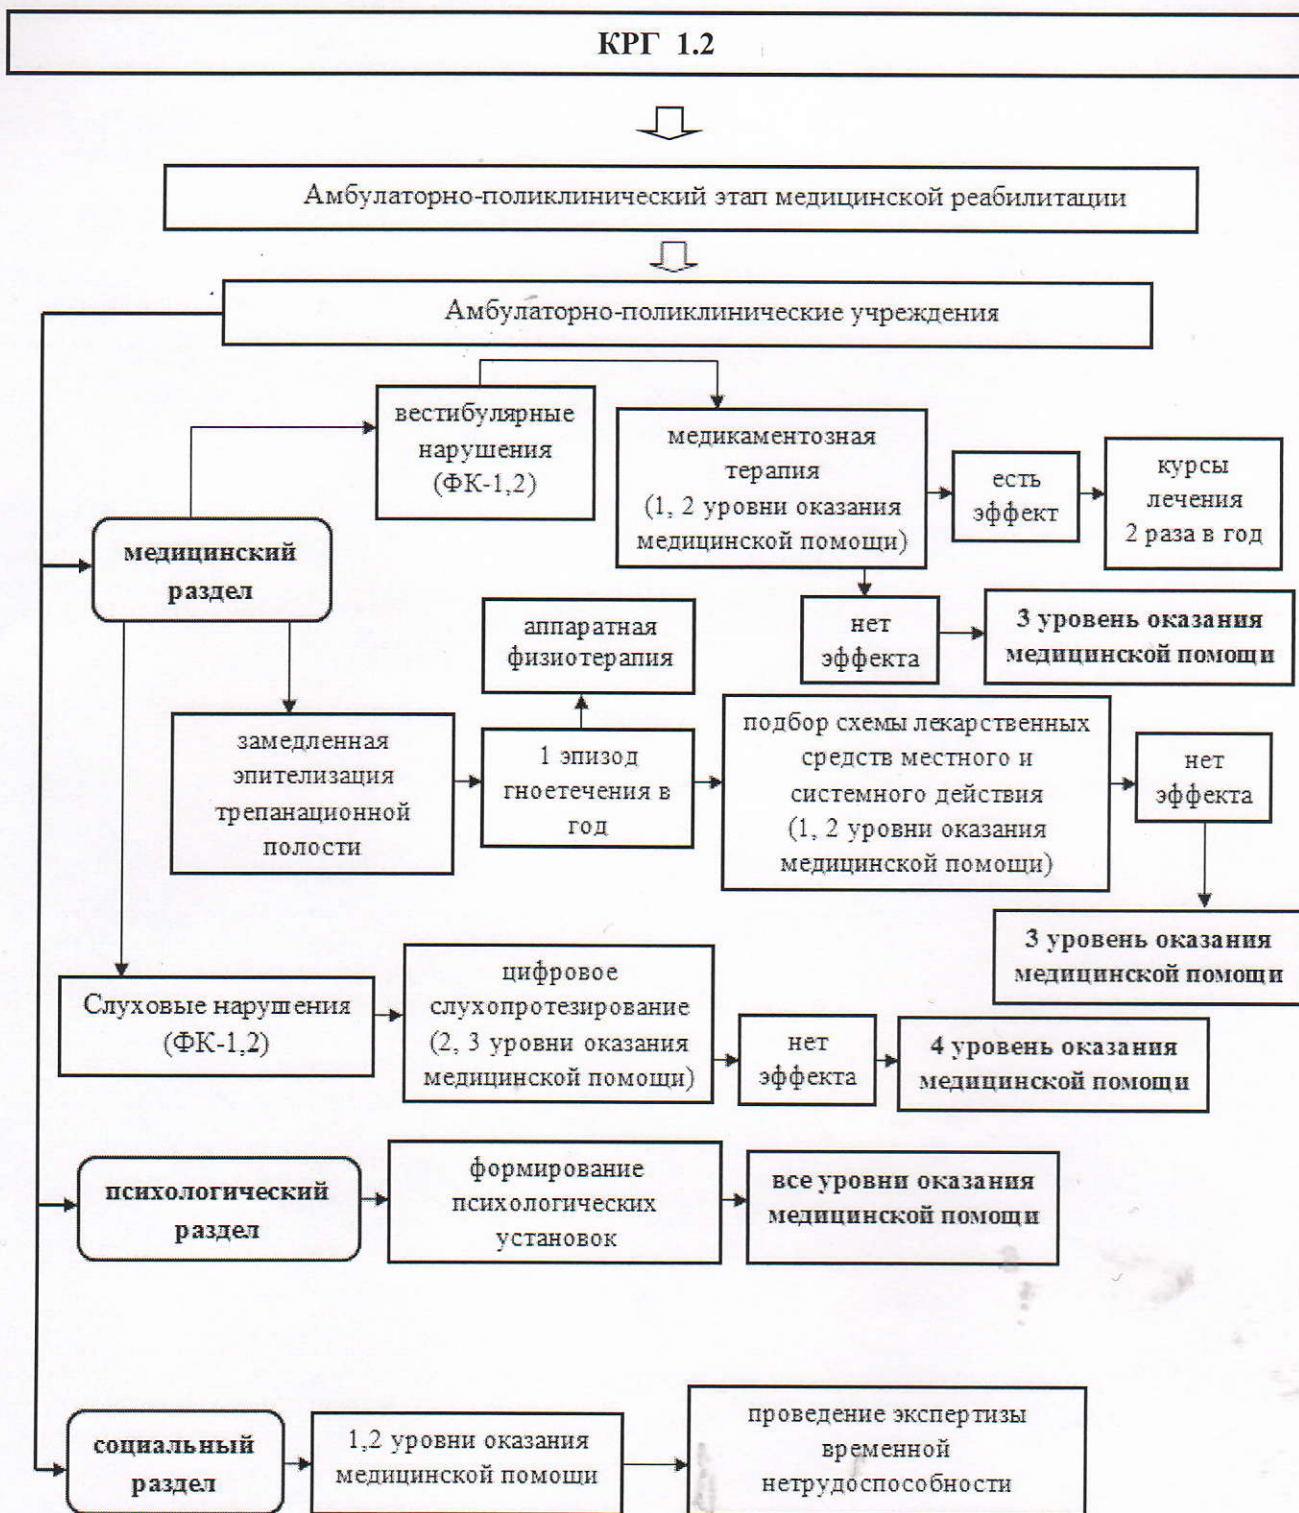 КРГ 1.2
Амбулаторно-поликлинический этап медицинской реабилитации
Амбулаторно-поликлинические учреждения
вестибулярные
нарушения
(ФК-1,2)
медикаментозная
терапия
(1, 2 уровни оказания
медицинской помощи)
есть
эффект
курсы
лечения
2 раза в год
медицинский
раздел
нет
эффекта
3 уровень оказания
медицинской помощи
аппаратная
физиотерапия
замедленная
эпителизация
трепанационной
полости
1 эпизод
гноетечения в
год
подбор схемы лекарственных
средств местного и
системного действия
(1, 2 уровни оказания
медицинской помощи)
нет
эффекта
3 уровень оказания
медицинской помощи
Слуховые нарушения
(ФК-1,2)
цифровое
слухопротезирование
(2, 3 уровни оказания
медицинской помощи)
нет
эффекта
4 уровень оказания
медицинской помощи
психологический
раздел
формирование
психологических
установок
все уровни оказания
медицинской помощи
социальный
раздел
1,2 уровни оказания
медицинской помощи
проведение экспертизы
временной
нетрудоспособности